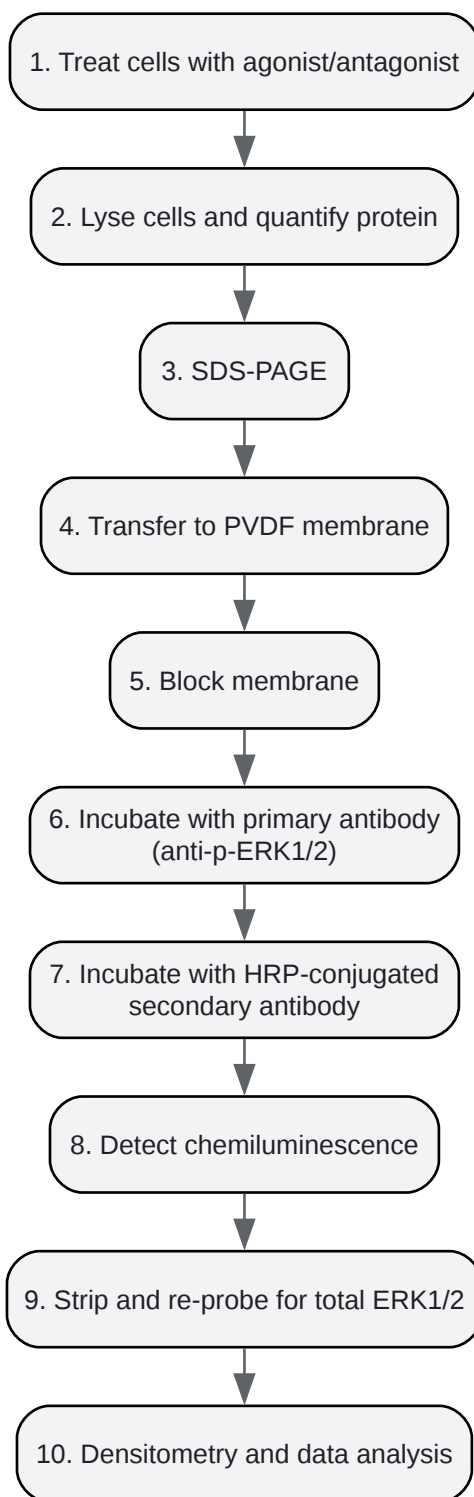 1. Treat cells with agonist/antagonist
2. Lyse cells and quantify protein
3. SDS-PAGE
4. Transfer to PVDF membrane
5. Block membrane
6. Incubate with primary antibody
(anti-p-ERK1/2)
7. Incubate with HRP-conjugated
secondary antibody
8. Detect chemiluminescence
9. Strip and re-probe for total ERK1/2
10. Densitometry and data analysis